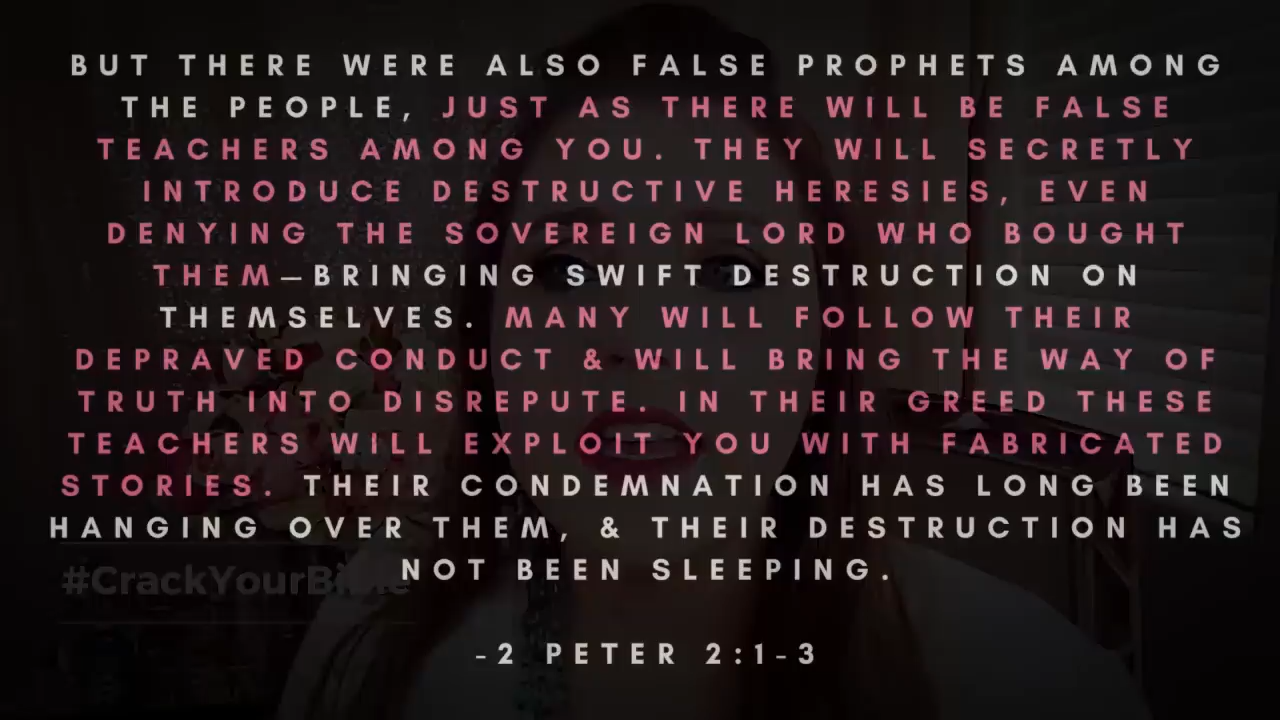 BUT THERE WERE ALSO FALSE PROPHETS AMONG
THE PEOPLE, JUST AS THERE WILL BE FALSE
TEACHERS AMONG YOU. THEY WILL SECRETLY
INTRODUCE DESTRUCTIVE HERESIES, EVEN
DENYING THE SOVEREIGN LORD WHO BOUGHT
THEM—BRINGING SWIFT DESTRUCTION ON
THEMSELVES. MANY WILL FOLLOW THEIR
DEPRAVED CONDUCT & WILL BRING THE WAY OF
TRUTH INTO DISREPUTE. IN THEIR GREED THESE
TEACHERS WILL EXPLOIT YOU WITH FABRICATED
STORIES. THEIR CONDEMNATION HAS LONG BEEN
HANGING OVER THEM, & THEIR DESTRUCTION HAS
NOT BEEN SLEEPING.
#CrackYourBible
-2 PETER 2:1-3